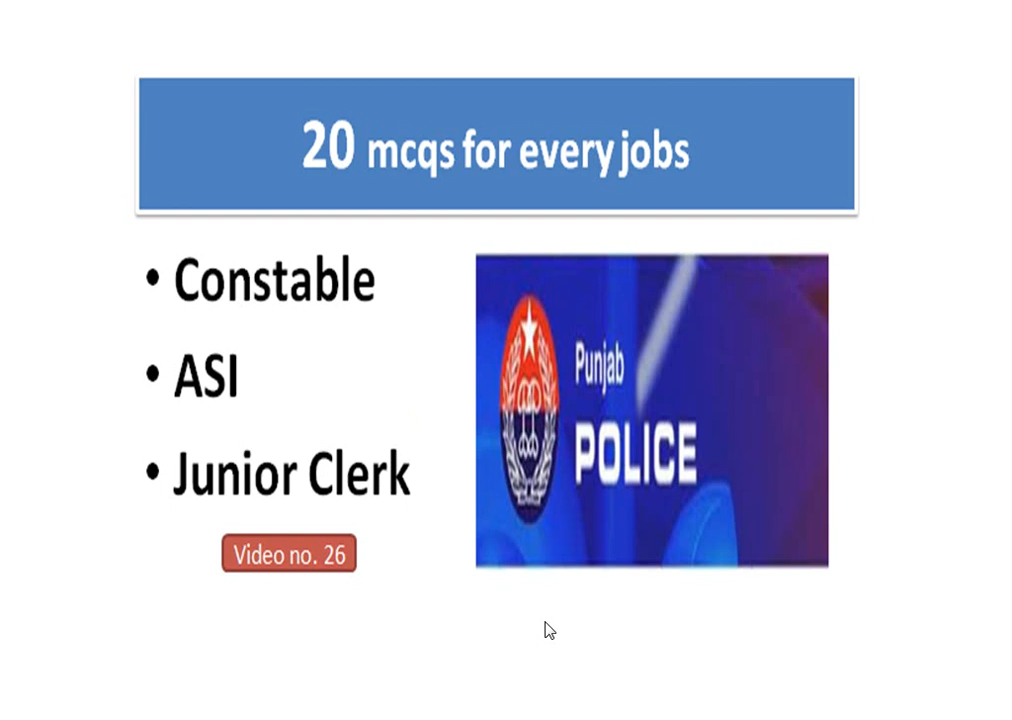 20 mcqs for every jobs
• Constable
• ASI
• Junior Clerk
Video no. 26
Punjab
POLICE